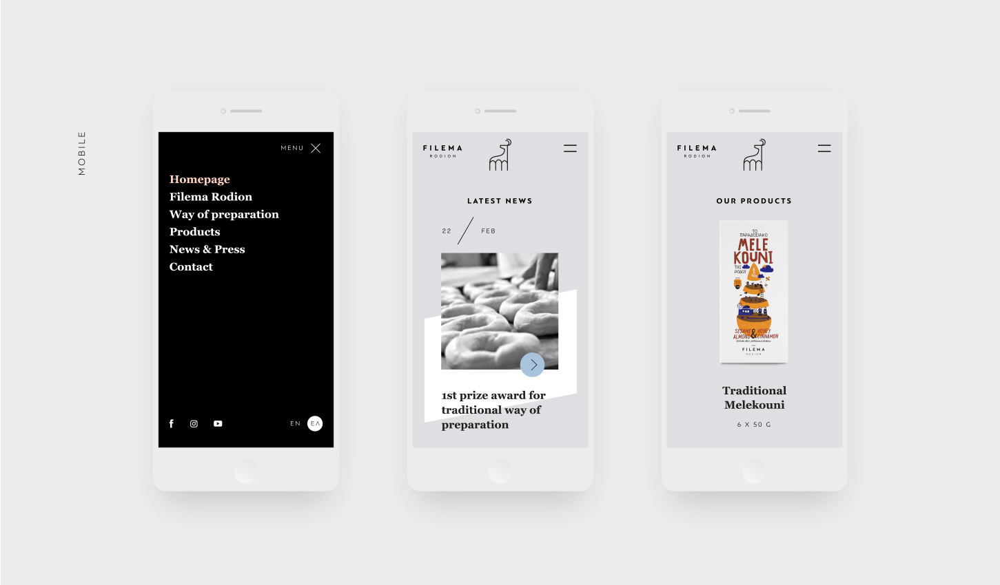 MOBILE
MENU
Homepage
Filema Rodion
Way of preparation
Products
News & Press
Contact
EN
ΕΛ
FILEMA
RODION
LATEST NEWS
22
FEB
1st prize award for
traditional way of
preparation
FILEMA
RODION
OUR PRODUCTS
ΤΟ
ΠΑΡΑΔΟΣΙΑΚΟ
MELE
KOUNI
ΤΗΣ
ΡΟΔΟΥ
SESAME & HONEY
ALMOND CINNAMON
FILEMA
RODION
Traditional
Melekouni
6 X 50 G